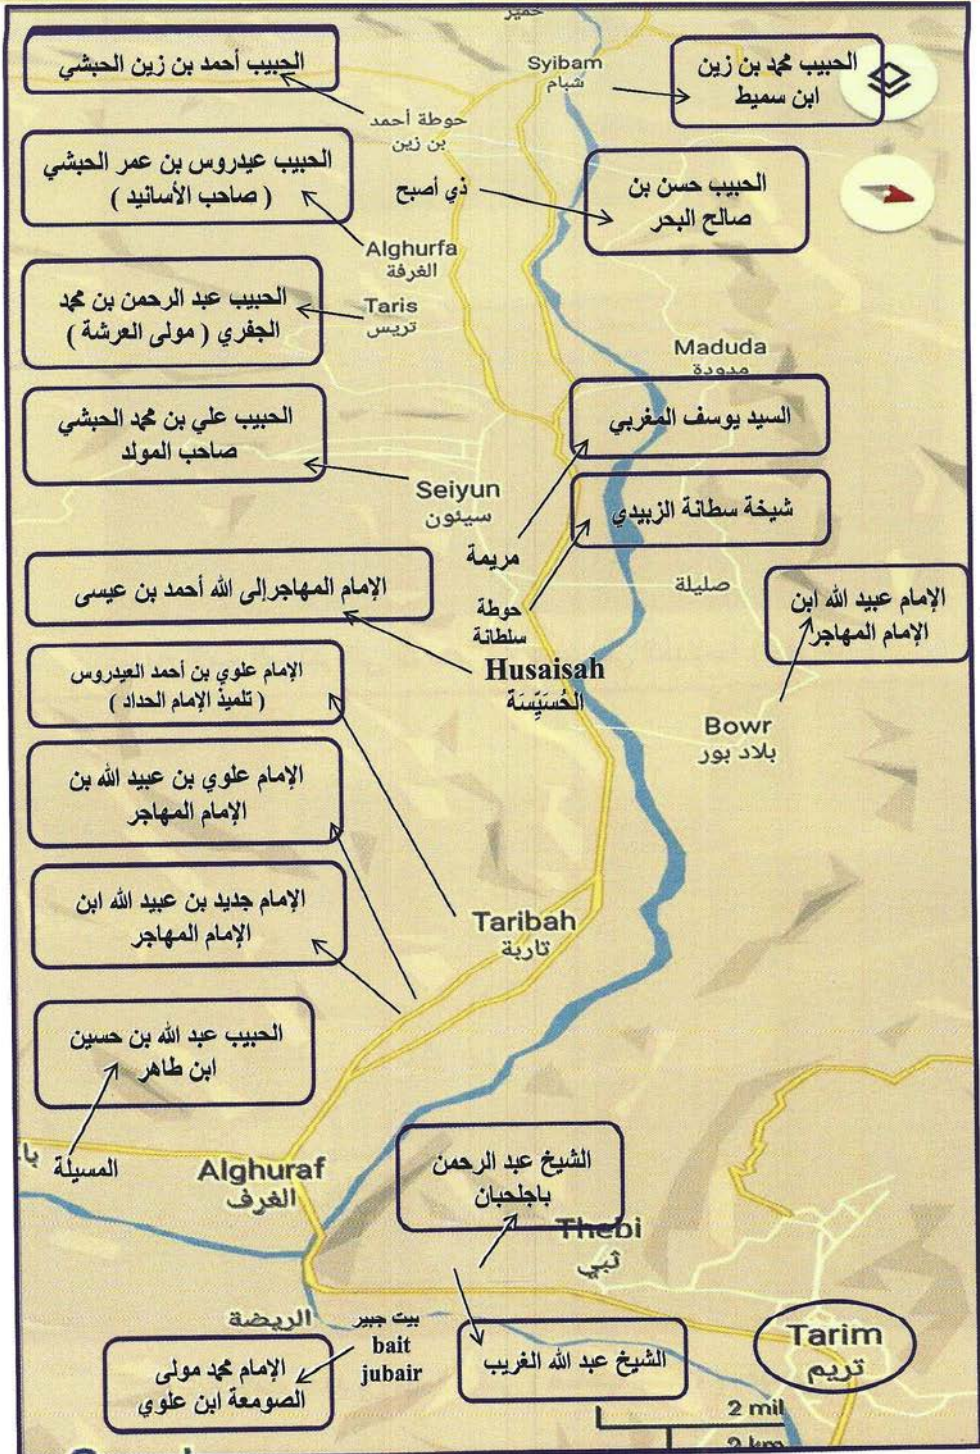 خمير
الحبيب أحمد بن زين الحبشي
Syibam
شبام
الحبيب محمد بن زين
ابن سميط
حوطة أحمد
بن زين
الحبيب عيدروس بن عمر الحبشي
( صاحب الأسانيد )
ذي أصبح
الحبيب حسن بن
صالح البحر
Alghurfa
الغرفة
الحبيب عبد الرحمن بن محمد
الجفري ( مولى العرشة )
Taris
تريس
Maduda
مدودة
الحبيب علي بن محمد الحبشي
صاحب المولد
السيد يوسف المغربي
Seiyun
سيئون
شيخة سطانة الزبيدي
مريمة
الإمام المهاجرإلى الله أحمد بن عيسى
صليلة
حوطة
سلطانة
الإمام عبيد الله ابن
الإمام المهاجر
Husaisah
الحُسَيِّسَة
الإمام علوي بن أحمد العيدروس
( تلميذ الإمام الحداد )
Bowr
بلاد بور
الإمام علوي بن عبيد الله بن
الإمام المهاجر
الإمام جديد بن عبيد الله ابن
الإمام المهاجر
Taribah
تاربة
الحبيب عبد الله بن حسين
ابن طاهر
با
المسيلة
Alghuraf
الغرف
الشيخ عبد الرحمن
باجلحبان
Thebi
ثبي
الريضة
بيت جبير
bait
jubair
الإمام محمد مولى
الصومعة ابن علوي
الشيخ عبد الله الغريب
Tarim
تريم
2 mil
2 km